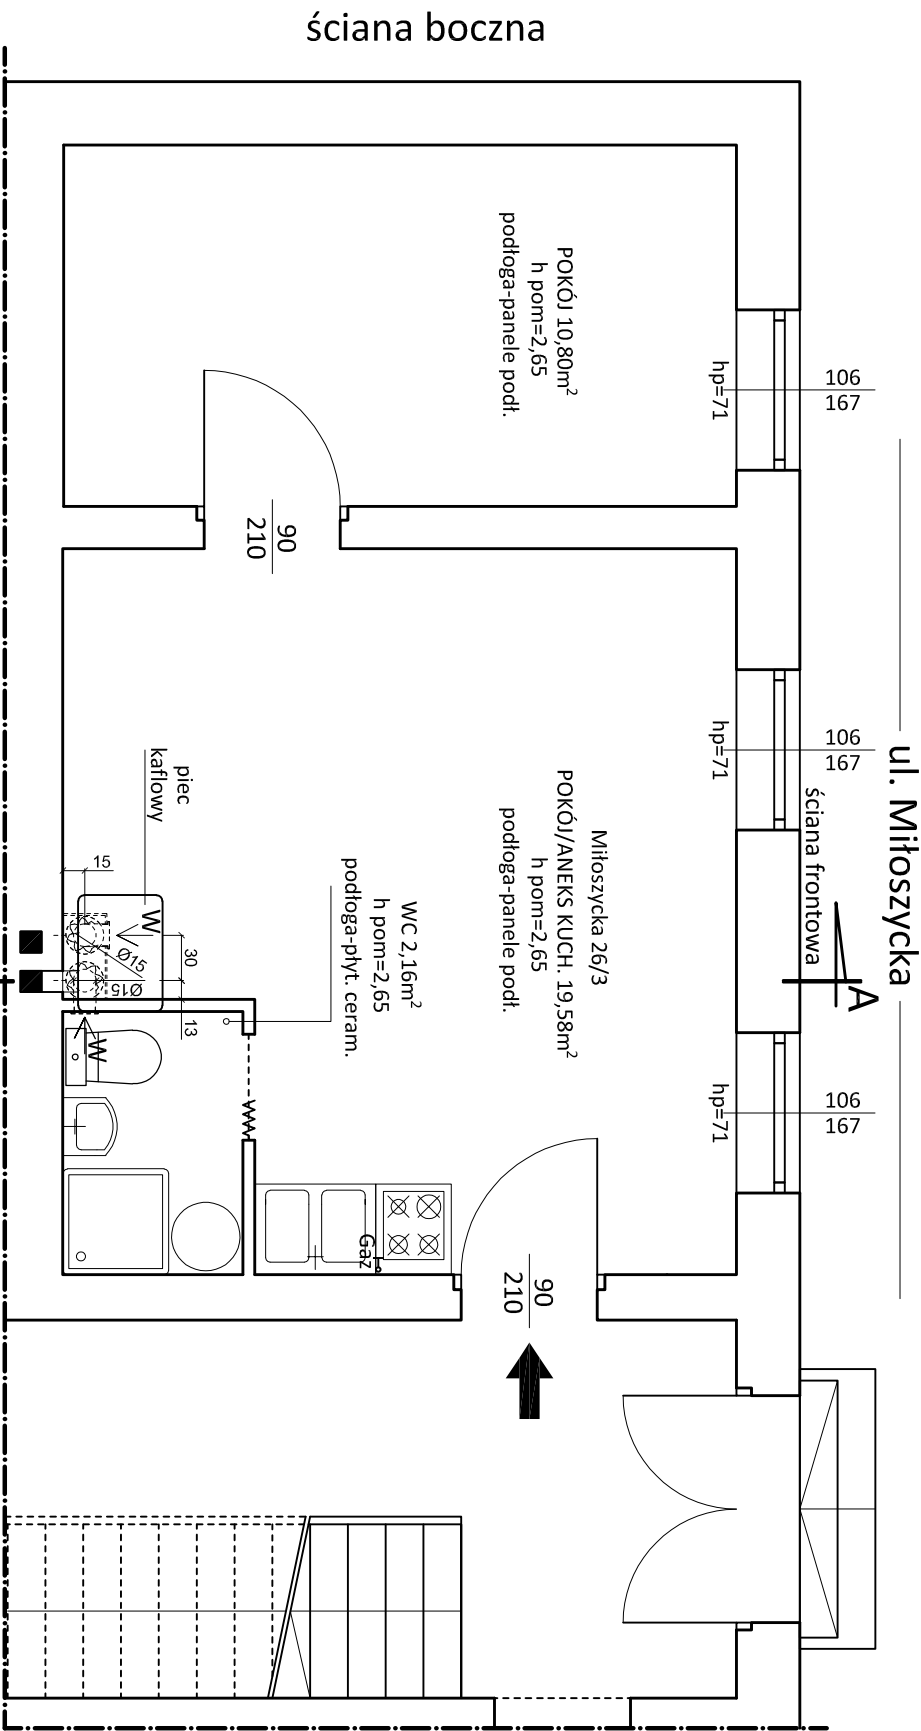 ściana boczna
POKÓJ 10,80m²
h pom=2,65
podłoga-panele podł.
hp=71
106
167
90
210
ul. Miłoszycka
hp=71
106
167
ściana frontowa
A
Miłoszycka 26/3
POKÓJ/ANEKS KUCH. 19,58m²
h pom=2,65
podłoga-panele podł.
piec
kaflowy
15
W
30
Ø15
Ø15
13
W
WC 2,16m²
h pom=2,65
podłoga-płyt. ceram.
hp=71
106
167
Gaz
90
210